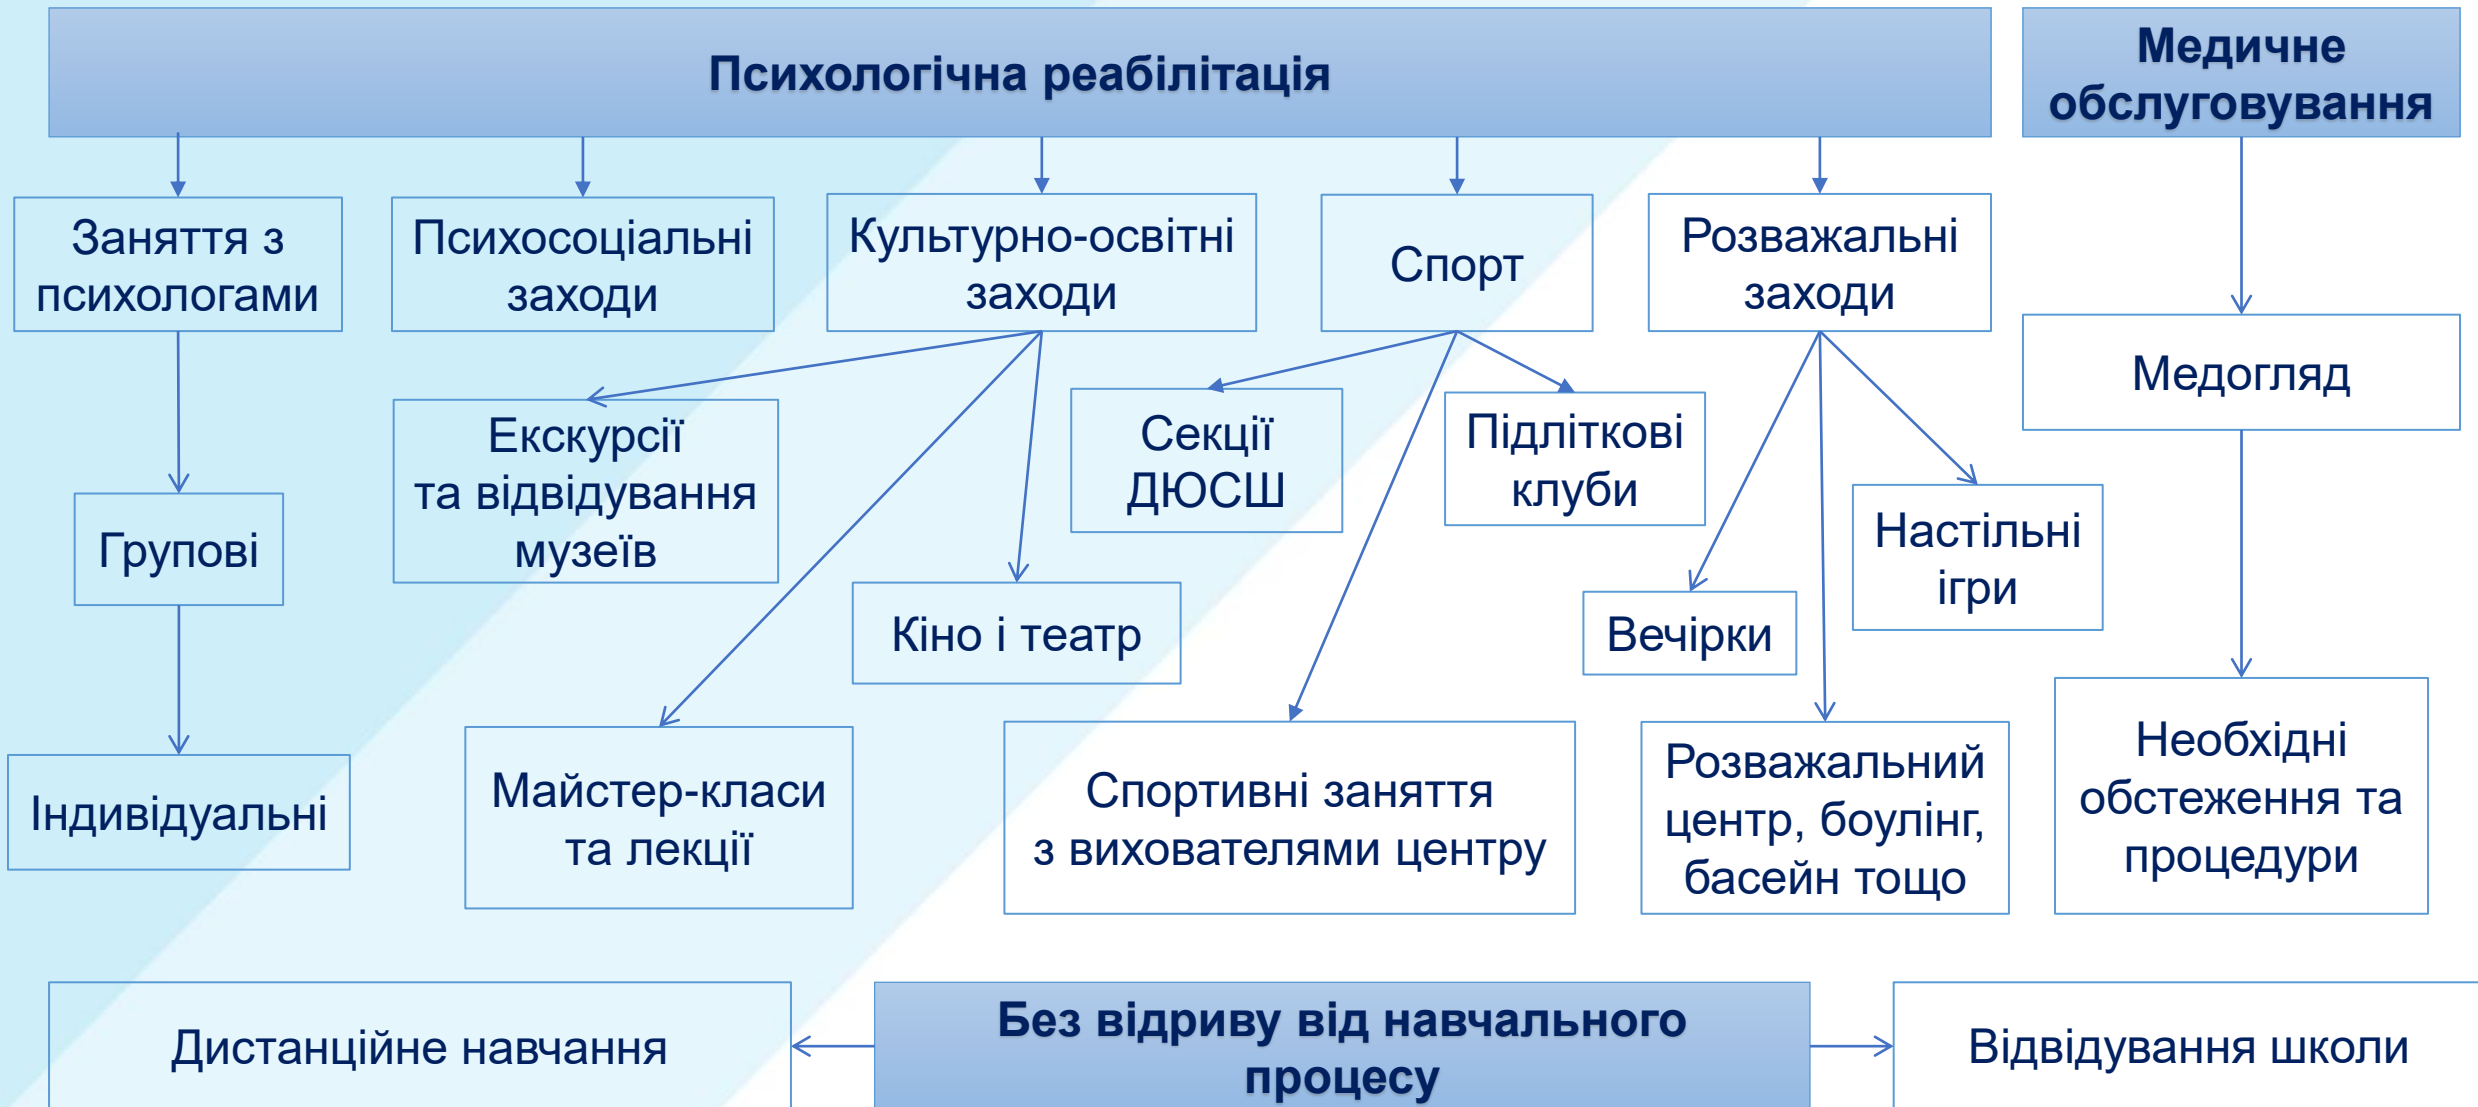 Психологічна реабілітація
Медичне
обслуговування
Заняття з
психологами
Психосоціальні
заходи
Культурно-освітні
заходи
Спорт
Розважальні
заходи
Медогляд
Екскурсії
та відвідування
музеїв
Секції
ДЮСШ
Підліткові
клуби
Настільні
ігри
Групові
Кіно і театр
Вечірки
Індивідуальні
Майстер-класи
та лекції
Спортивні заняття
з вихователями центру
Розважальний
центр, боулінг,
басейн тощо
Необхідні
обстеження та
процедури
Дистанційне навчання
Без відриву від навчального
процесу
Відвідування школи